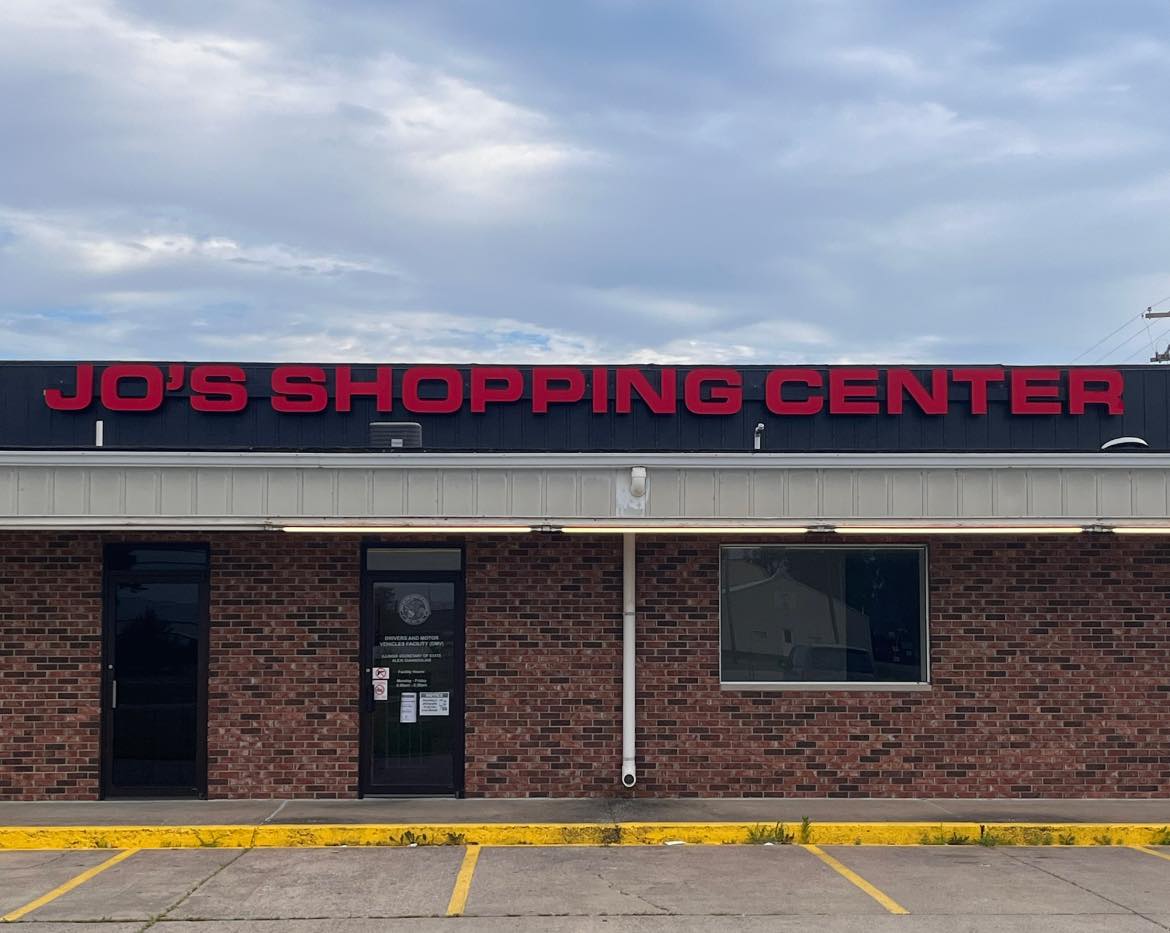 JO'S SHOPPING CENTER
DRIVERS AND MOTOR
VEHICLES FACILITY (DMV)
ILLINOIS SECRETARY OF STATE
ALEXI GIANNOULIAS
Facility Hours
Monday - Friday
NOTICE